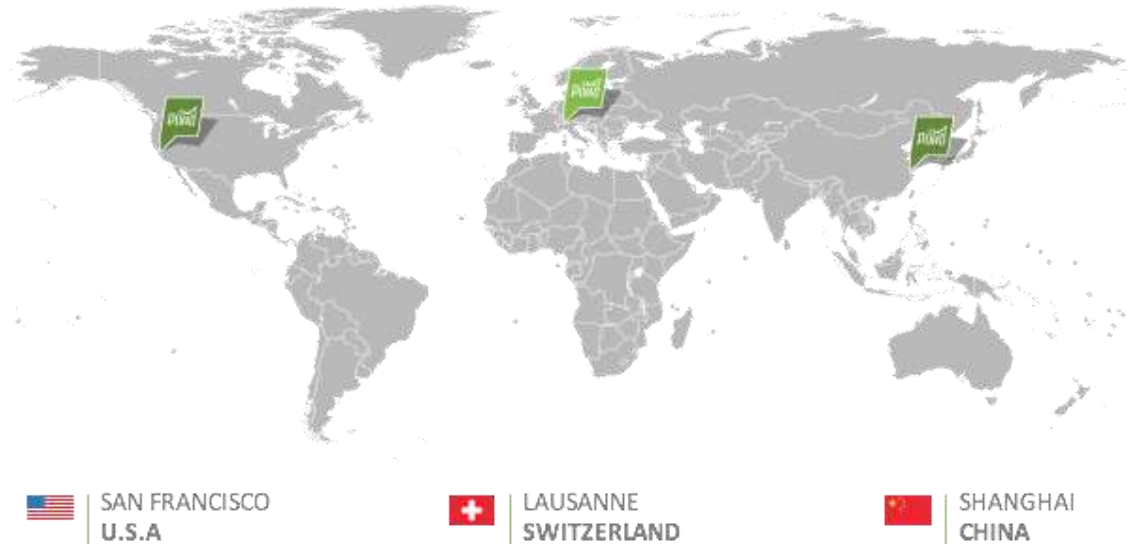 SAN FRANCISCO
U.S.A
LAUSANNE
SWITZERLAND
SHANGHAI
CHINA